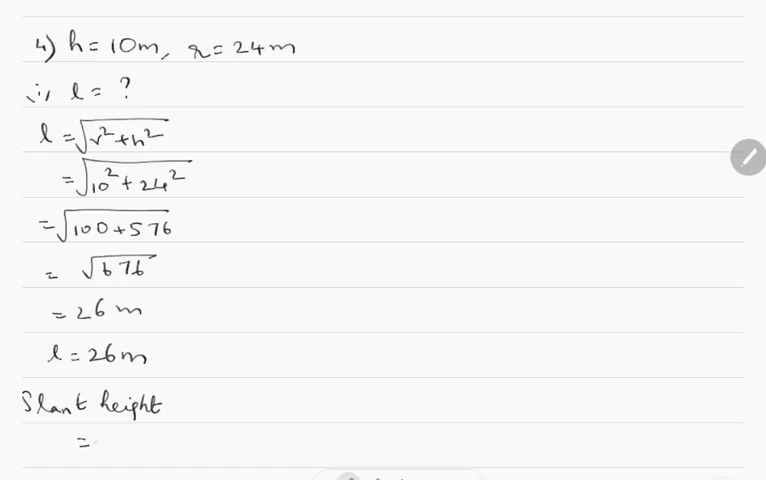 4) h = 10m, r = 24m
(i) l = ?
l = √r² + h²
= √10² + 24²
= √100 + 576
= √676
= 26 m
l = 26m
Slant height
=